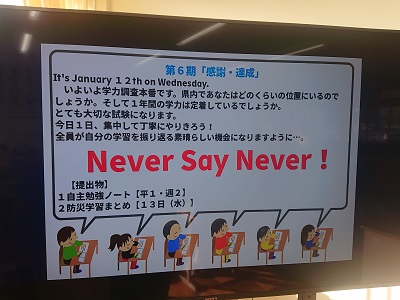 第６期「感謝・達成」
It's January １２th on Wednesday.
いよいよ学力調査本番です。県内であなたはどのくらいの位置にいるので
しょうか。そして１年間の学力は定着しているでしょうか。
とても大切な試験になります。
今日１日、集中して丁寧にやりきろう！
全員が自分の学習を振り返る素晴らしい機会になりますように…。
Never Say Never！
【提出物】
１自主勉強ノート【平１・週２】
２防災学習まとめ【１３日（水）】